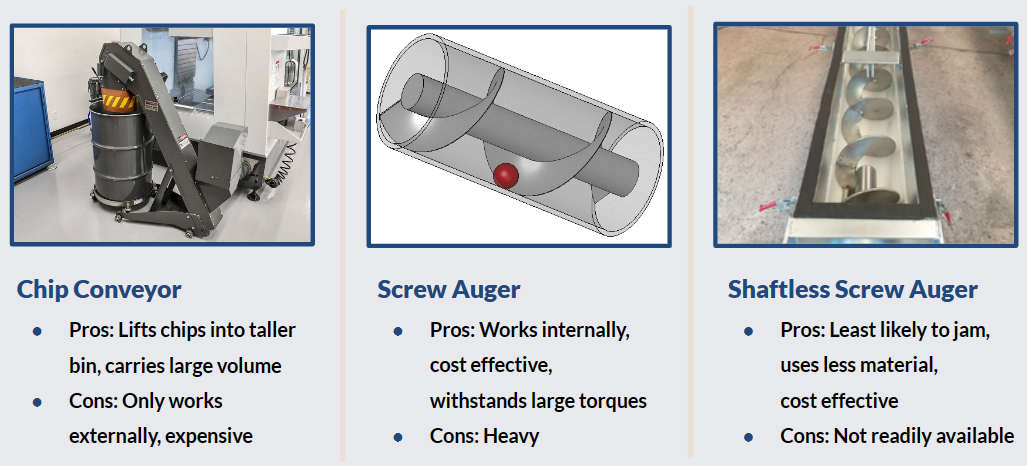 Chip Conveyor
Pros: Lifts chips into taller
bin, carries large volume
Cons: Only works
externally, expensive
Screw Auger
Pros: Works internally,
cost effective,
withstands large torques
Cons: Heavy
Shaftless Screw Auger
Pros: Least likely to jam,
uses less material,
cost effective
Cons: Not readily available